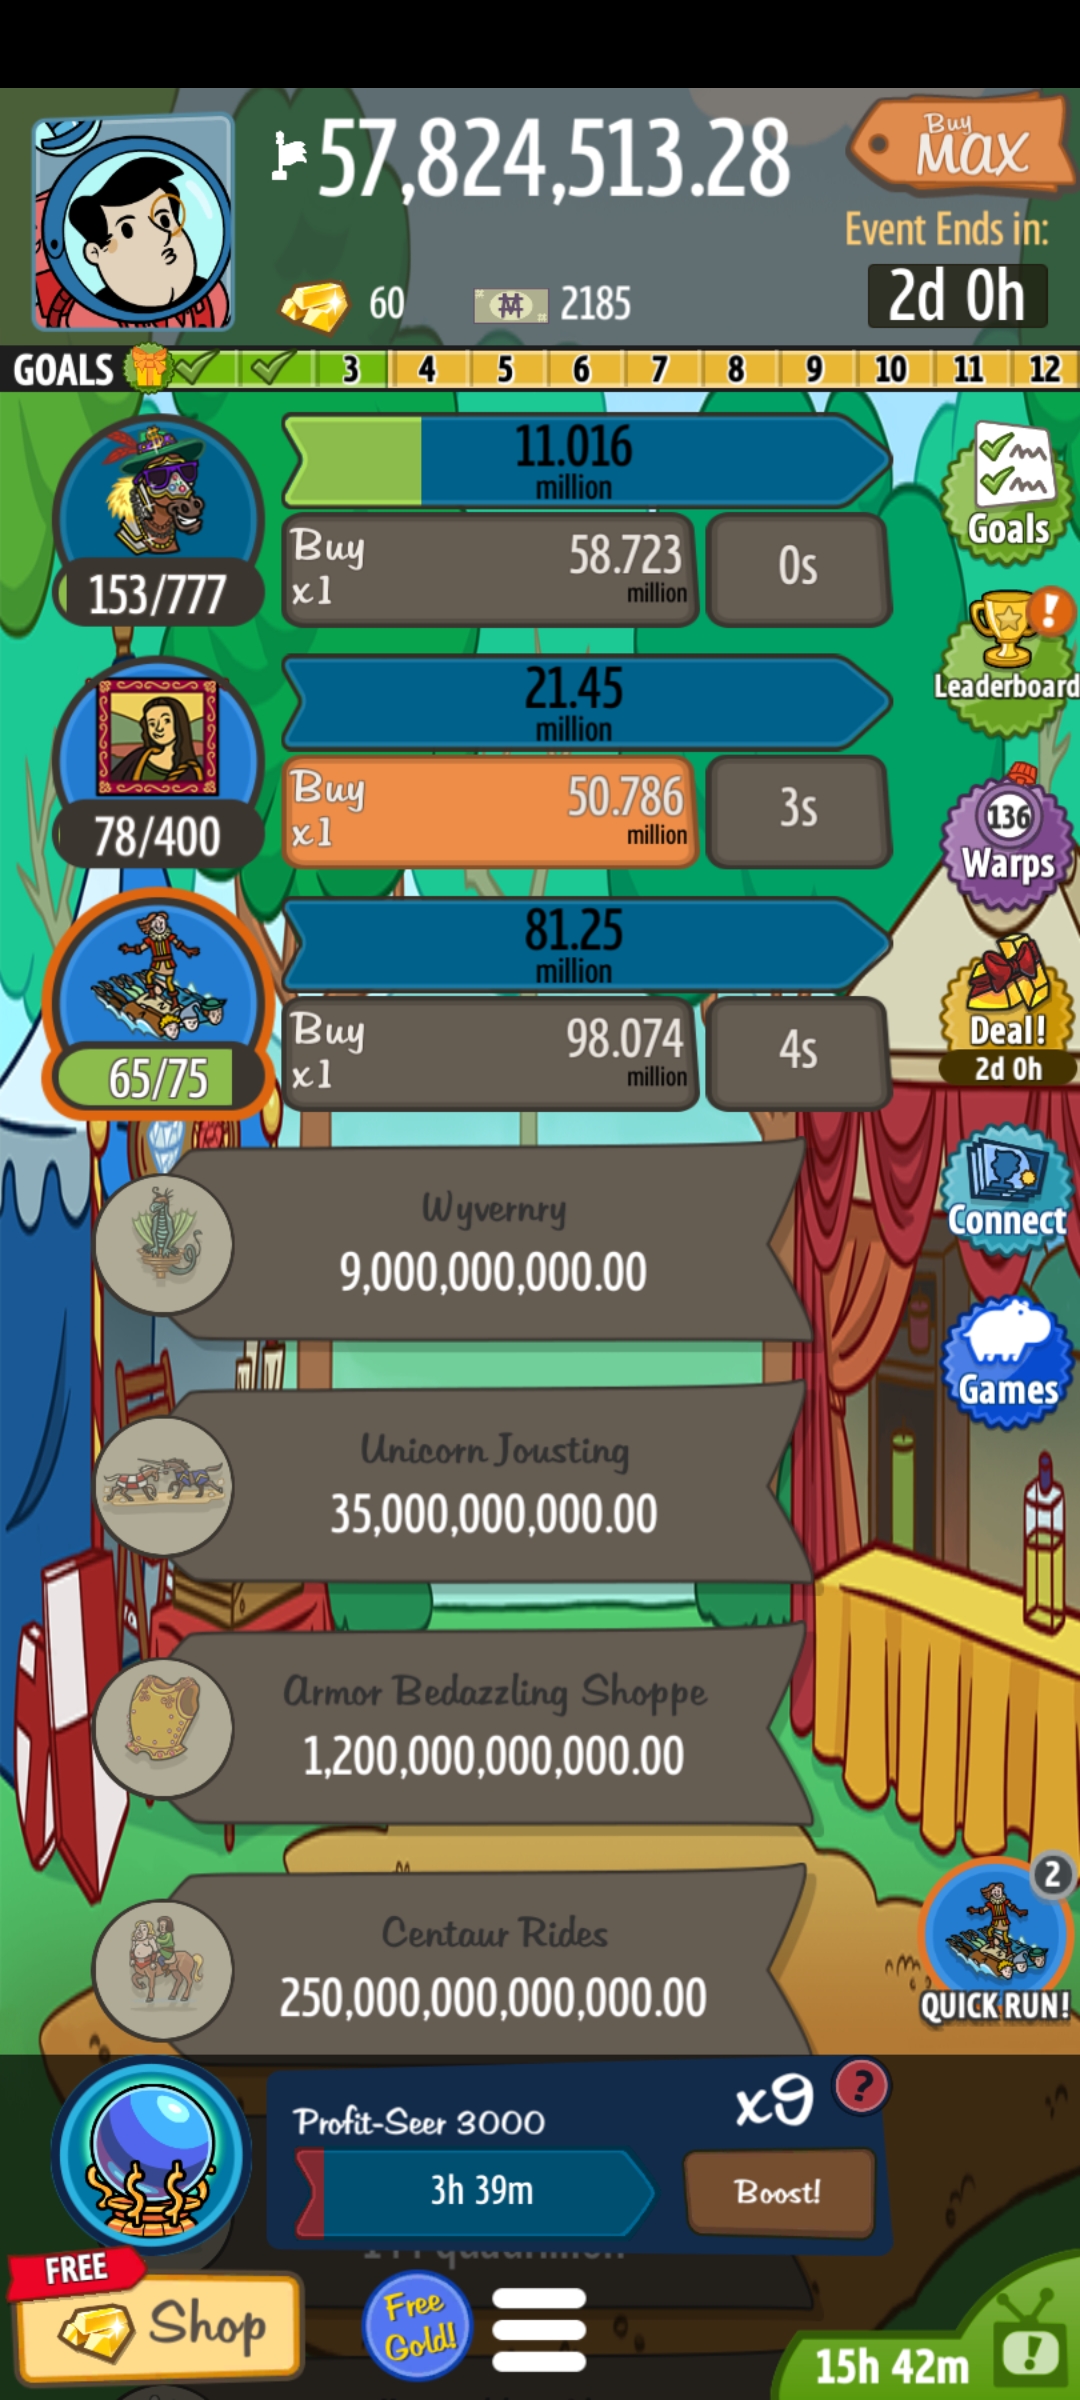 57,824,513.28
Buy
MAX
Event Ends in:
2d 0h
60
2185
GOALS 3 4 5 6 7 8 9 10 11 12
11.016
million
153/777
Buy
x1
58.723
million
0s
Goals
21.45
million
78/400
Buy
x1
50.786
million
3s
Leaderboard
136
Warps
81.25
million
65/75
Buy
x1
98.074
million
4s
Deal!
2d 0h
Wyvernry
9,000,000,000.00
Connect
Unicorn Jousting
35,000,000,000.00
Games
Armor Bedazzling Shoppe
1,200,000,000,000.00
Centaur Rides
250,000,000,000,000.00
2
QUICK RUN!
Profit-Seer 3000
x9
?
3h 39m
Boost!
FREE
Shop
Free
Gold!
15h 42m